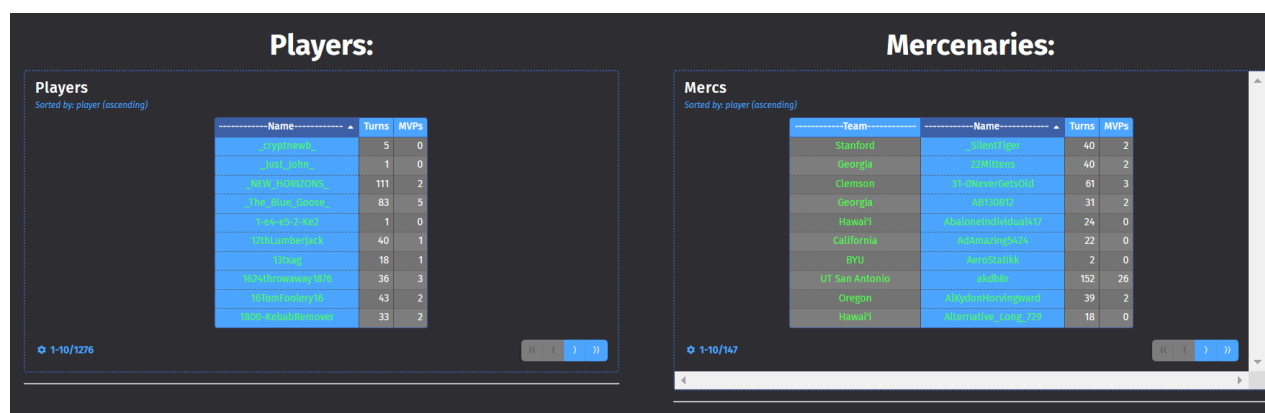 Players:
Players
Sorted by: player (ascending)
------------Name------------ Turns MVPs
_cryptnewb_ 5 0
_Just_John_ 1 0
_NEW_HORIZONS_ 111 2
_The_Blue_Goose_ 83 5
1-e4-e5-2-Ke2 1 0
12thLumberjack 40 1
13txag 18 1
1624throwaway1876 36 3
16TomFoolery16 43 2
1800-KebabRemover 33 2
1-10/1276
Mercenaries:
Mercs
Sorted by: player (ascending)
------------Team------------ ------------Name------------ Turns MVPs
Stanford _SilentTiger 40 2
Georgia 22Mittens 40 2
Clemson 31-0NeverGetsOld 61 3
Georgia AB130812 31 2
Hawai'i AbaloneIndividual417 24 0
California AdAmazing5424 22 0
BYU AeroStatikk 2 0
UT San Antonio akdb8r 152 26
Oregon AlKydonHorvingward 39 2
Hawai'i Alternative_Long_729 18 0
1-10/147